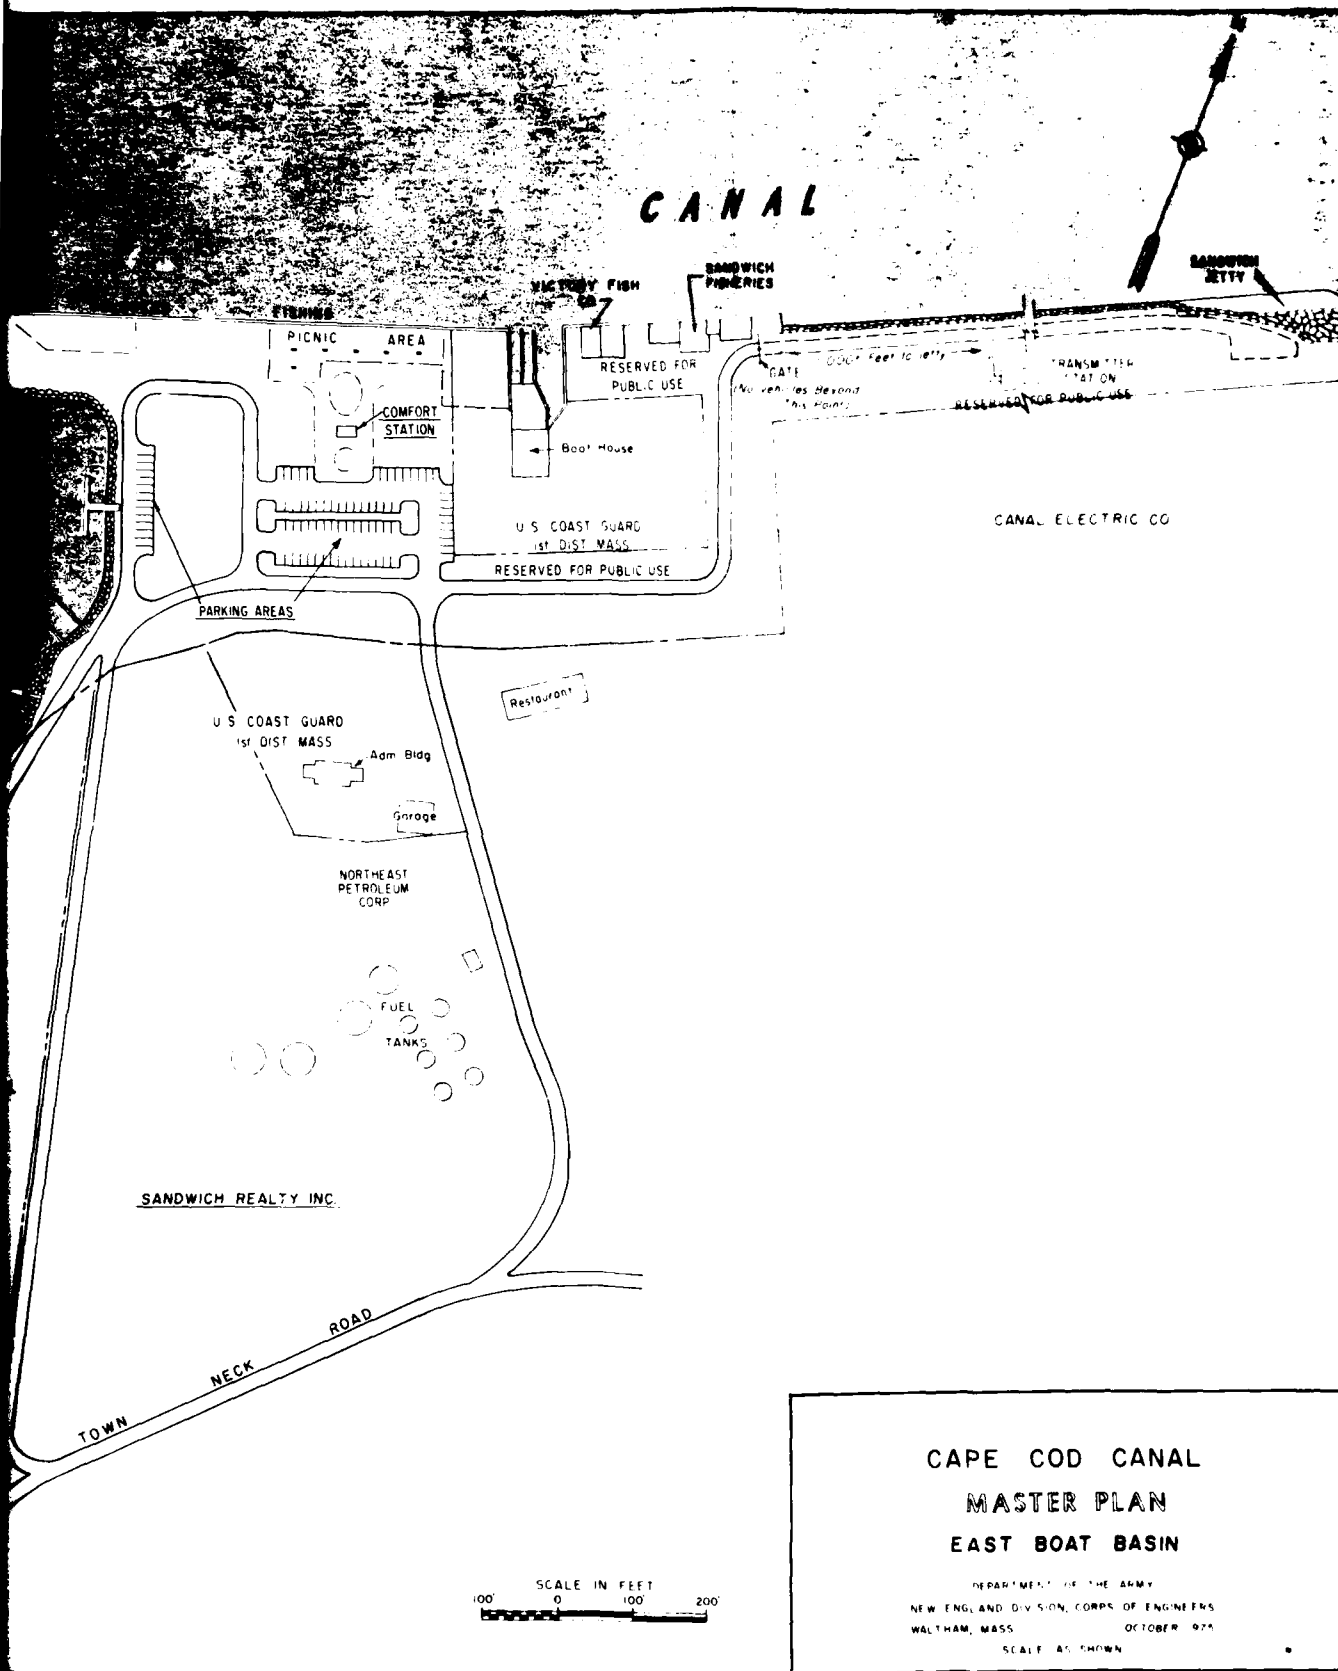 CANAL
VICTORY FISH
CO
SANDWICH
FISHERIES
SANDWICH
JETTY
FISHING
PICNIC AREA
RESERVED FOR
PUBLIC USE
GATE
(No vehicles Beyond
This Point)
Feet to jetty
TRANSMITTER
STATION
RESERVED FOR PUBLIC USE
COMFORT
STATION
Boat House
U S COAST GUARD
1st DIST MASS
RESERVED FOR PUBLIC USE
CANAL ELECTRIC CO
PARKING AREAS
Restaurant
U S COAST GUARD
1st DIST MASS
Adm Bldg
Garage
NORTHEAST
PETROLEUM
CORP
FUEL
TANKS
SANDWICH REALTY INC.
TOWN NECK ROAD
CAPE COD CANAL
MASTER PLAN
EAST BOAT BASIN
DEPARTMENT OF THE ARMY
NEW ENGLAND DIVISION, CORPS OF ENGINEERS
WALTHAM, MASS OCTOBER
SCALE AS SHOWN
SCALE IN FEET
100' 0 100' 200'